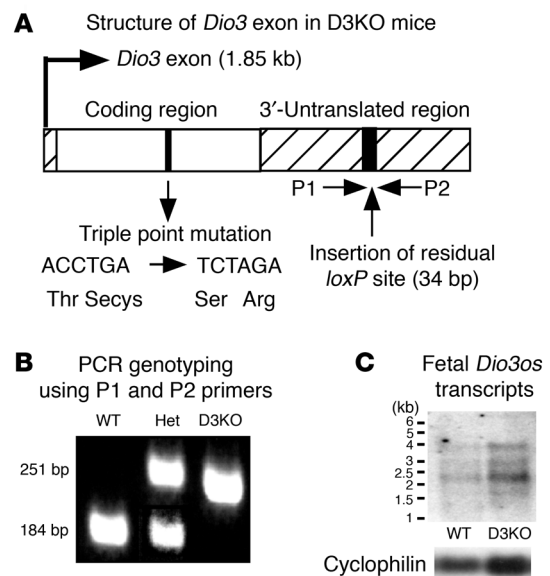 A Structure of Dio3 exon in D3KO mice
Dio3 exon (1.85 kb)
Coding region 3′-Untranslated region
P1 P2
Triple point mutation
ACCTGA TCTAGA
Thr Secys Ser Arg
Insertion of residual
loxP site (34 bp)
B PCR genotyping
using P1 and P2 primers
WT Het D3KO
251 bp
184 bp
C Fetal Dio3os
transcripts
(kb)
6
5
4
3
2.5
2
1.5
1
WT D3KO
Cyclophilin